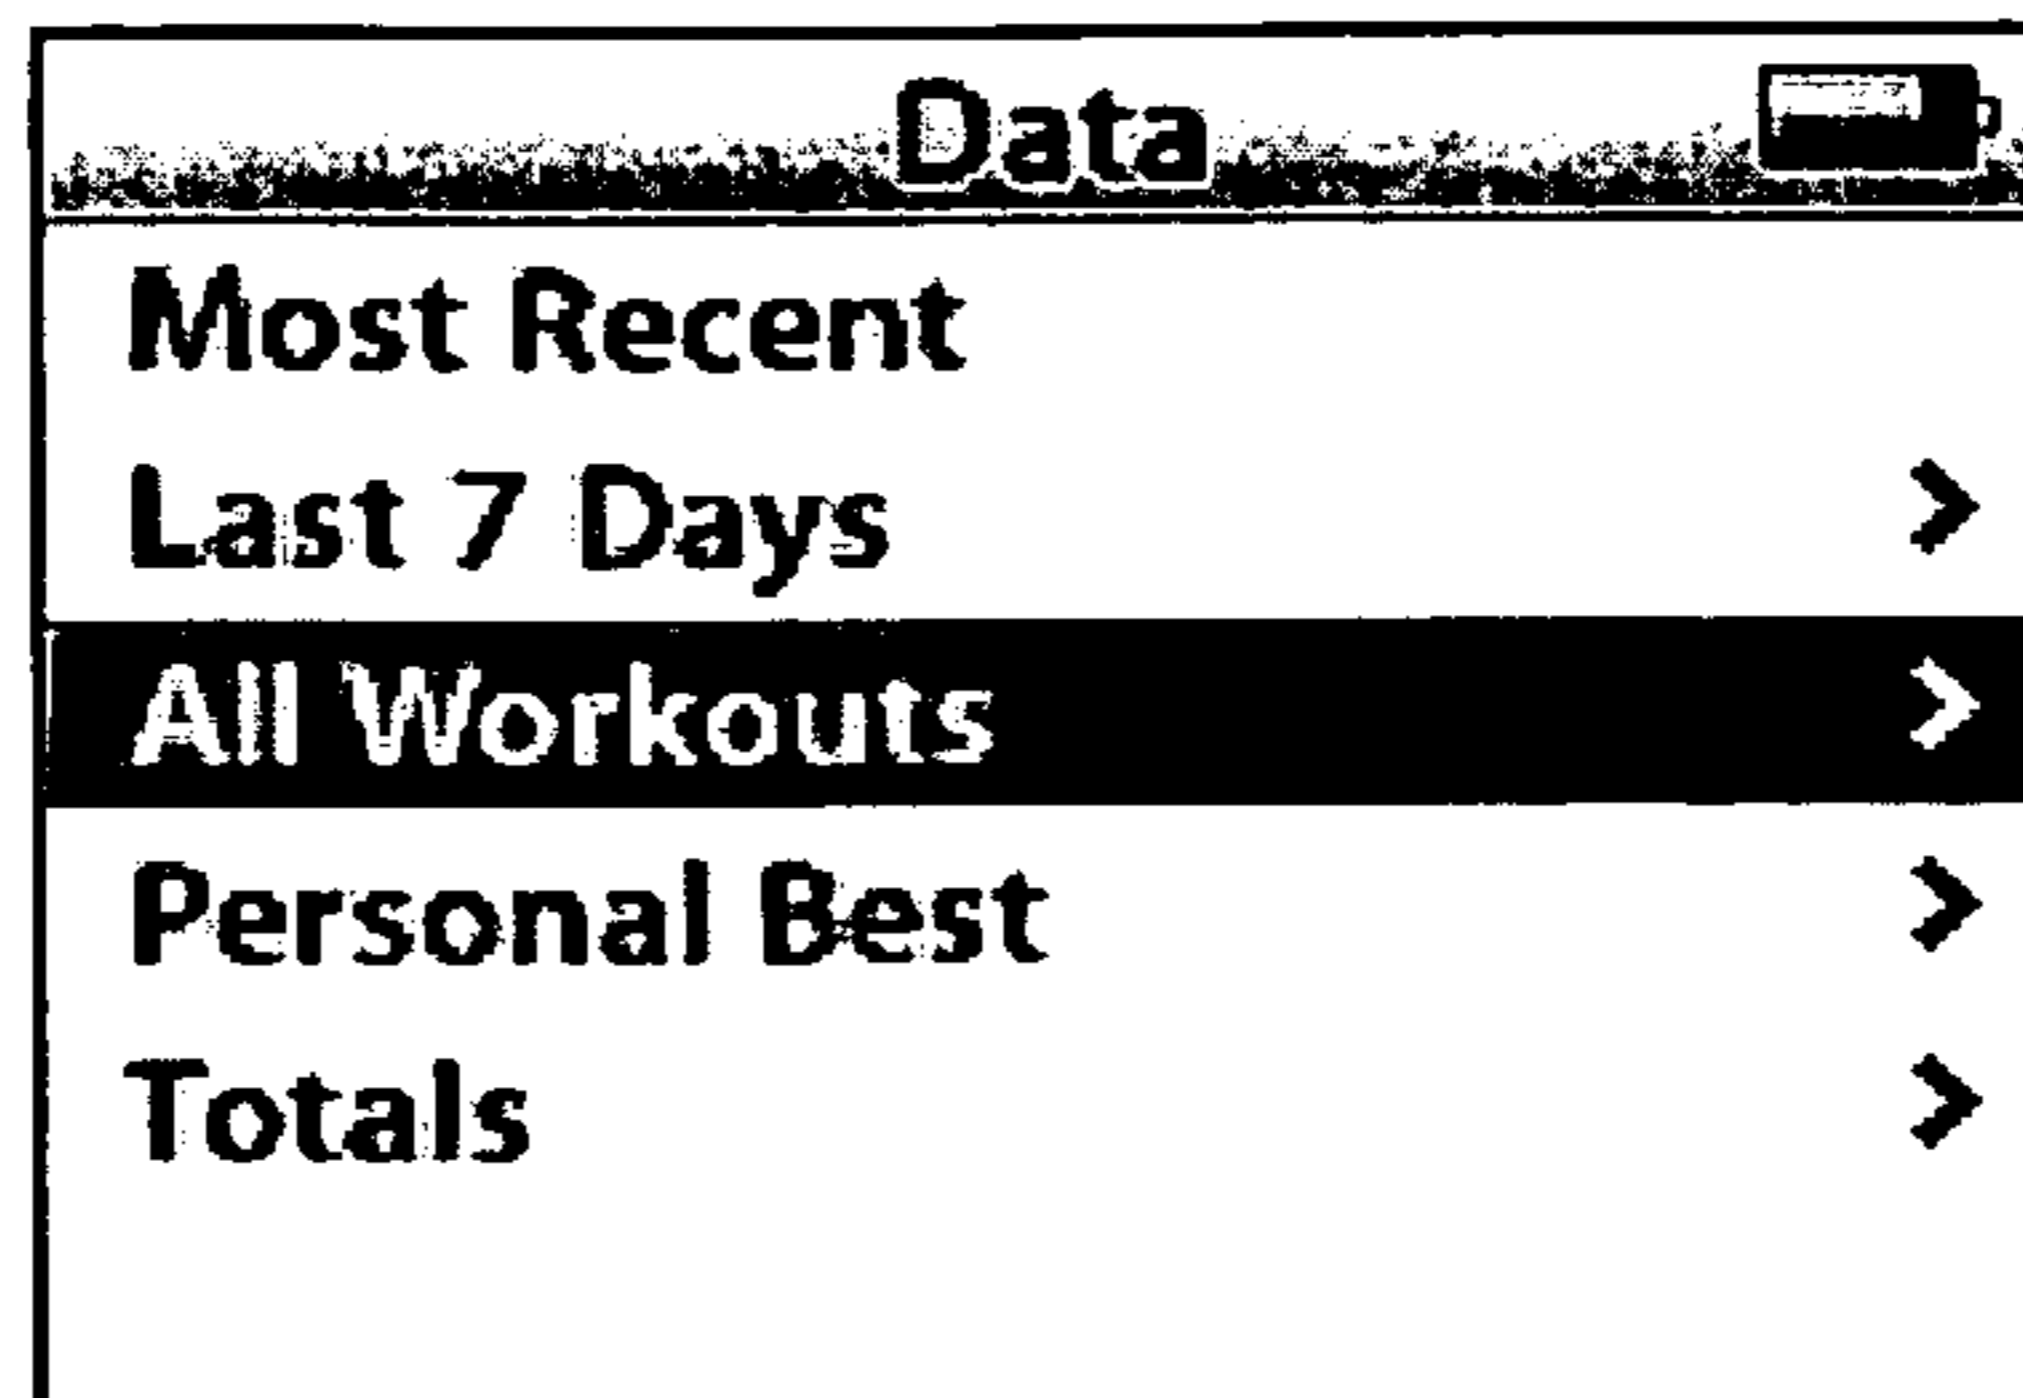 Data
Most Recent
Last 7 Days >
All Workouts >
Personal Best >
Totals >